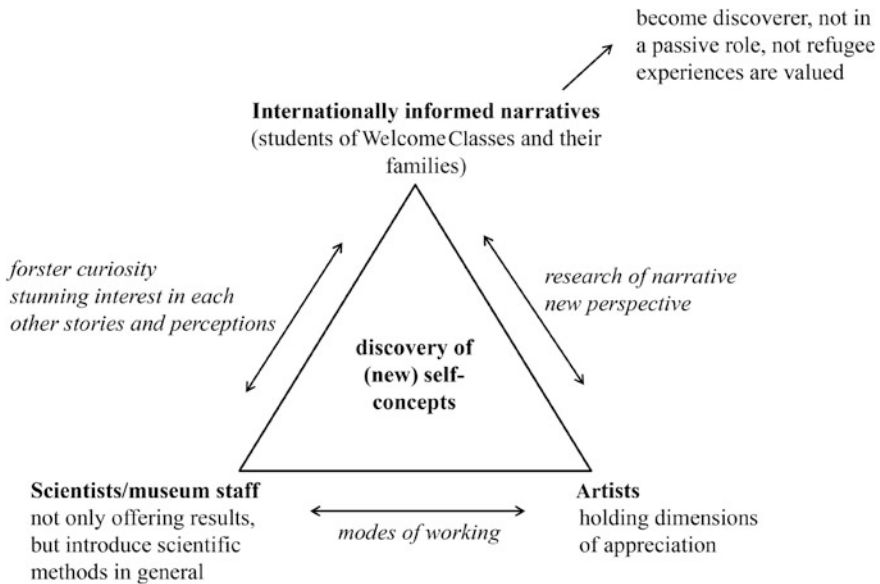 become discoverer, not in
a passive role, not refugee
experiences are valued
Internationally informed narratives
(students of Welcome Classes and their
families)
forster curiosity
stunning interest in each
other stories and perceptions
research of narrative
new perspective
discovery of
(new) self-
concepts
Scientists/museum staff
not only offering results,
but introduce scientific
methods in general
modes of working
Artists
holding dimensions
of appreciation